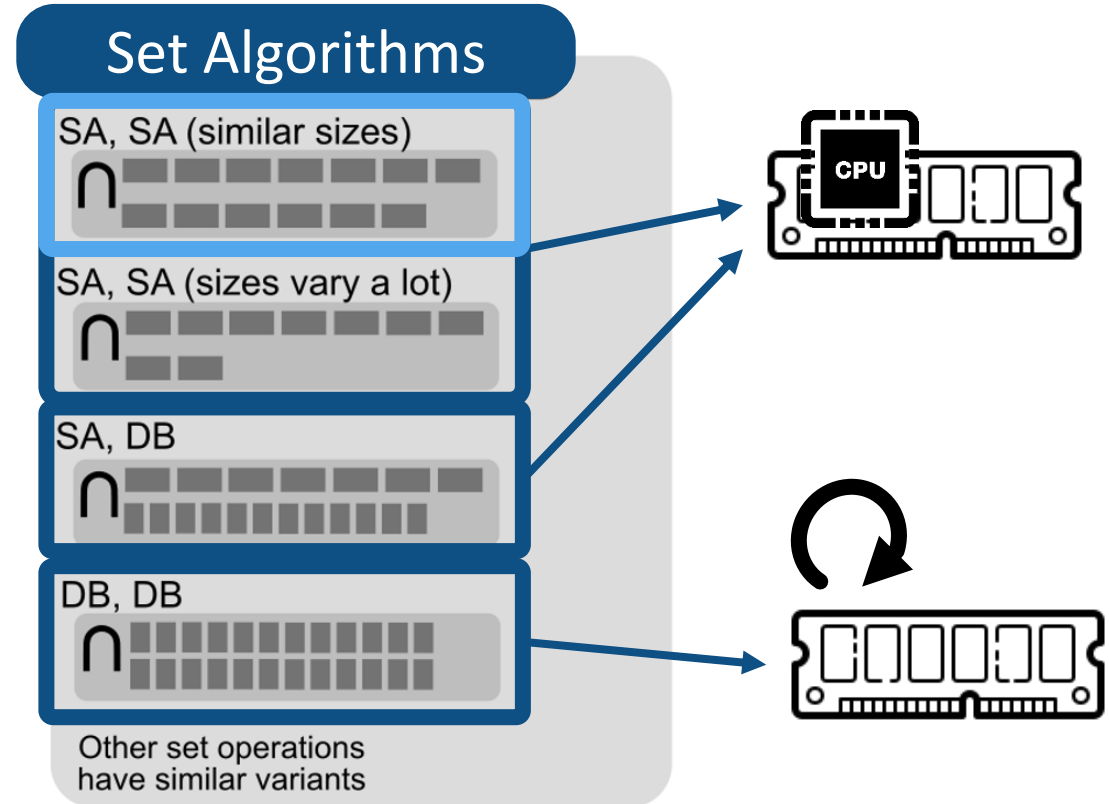 Set Algorithms
SA, SA (similar sizes)
∩
SA, SA (sizes vary a lot)
∩
SA, DB
∩
DB, DB
∩
Other set operations
have similar variants
CPU